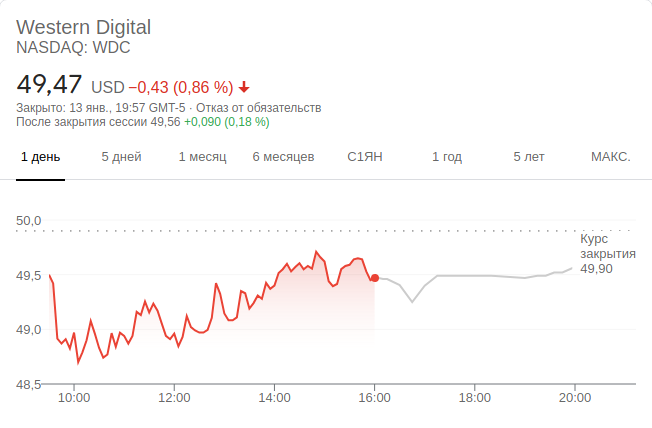 Western Digital
NASDAQ: WDC
49,47 USD −0,43 (0,86 %)
Закрыто: 13 янв., 19:57 GMT-5 · Отказ от обязательств
После закрытия сессии 49,56 +0,090 (0,18 %)
1 день 5 дней 1 месяц 6 месяцев С1ЯН 1 год 5 лет МАКС.
50,0
Курс
закрытия
49,90
49,5
49,0
48,5
10:00 12:00 14:00 16:00 18:00 20:00